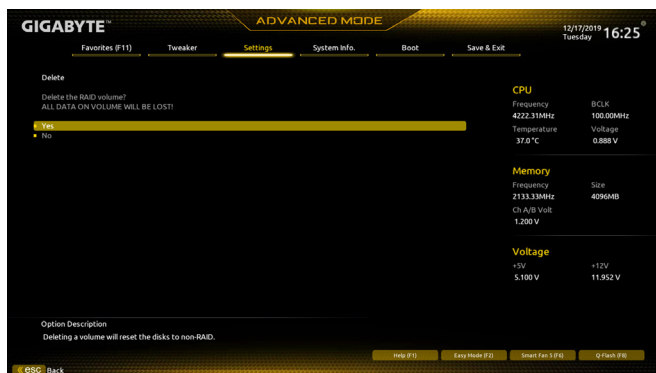 GIGABYTE™
ADVANCED MODE
12/17/2019
Tuesday
16:25
Favorites (F11) Tweaker Settings System Info. Boot Save & Exit
Delete
Delete the RAID volume?
ALL DATA ON VOLUME WILL BE LOST!
Yes
No
CPU
Frequency BCLK
4222.31MHz 100.00MHz
Temperature Voltage
37.0 °C 0.888 V
Memory
Frequency Size
2133.33MHz 4096MB
Ch A/B Volt
1.200 V
Voltage
+5V +12V
5.100 V 11.952 V
Option Description
Deleting a volume will reset the disks to non-RAID.
Help (F1) Easy Mode (F2) Smart Fan 5 (F6) Q-Flash (F8)
esc Back